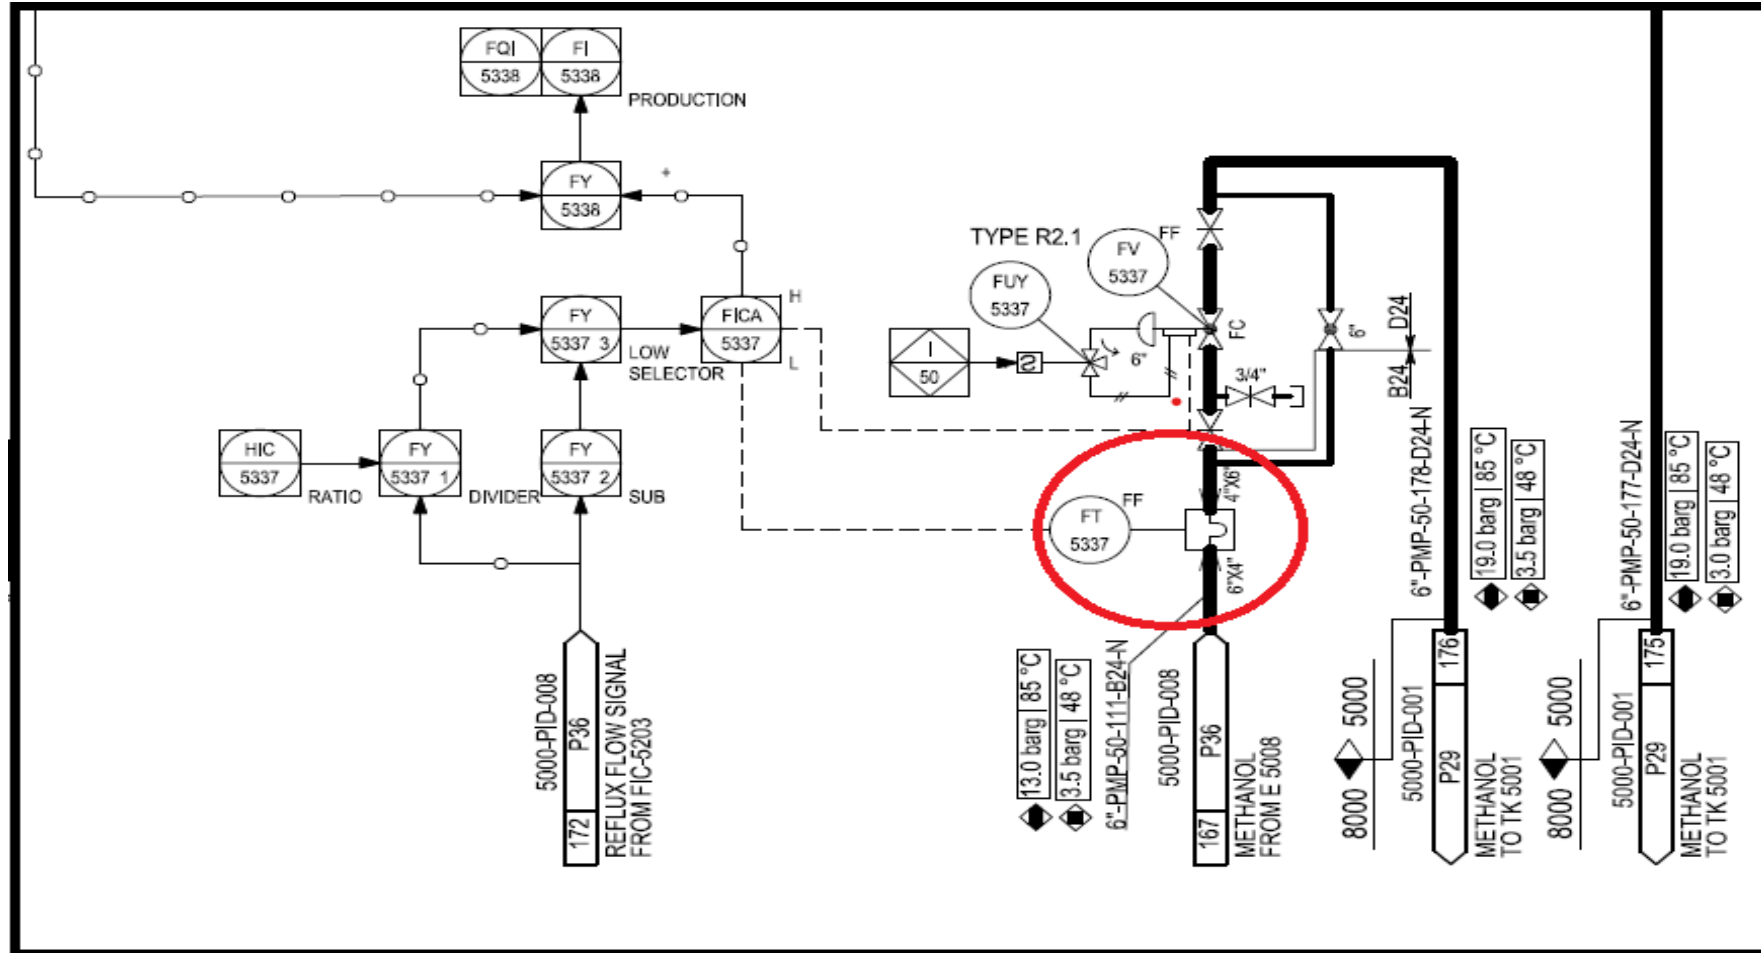 FQI
5338
FI
5338
PRODUCTION
FY
5338
+
TYPE R2.1
FV
5337
FF
FUY
5337
FY
5337 3
LOW
SELECTOR
FICA
5337
H
L
I
50
2
6"
FC
6"
D24
B24
3/4"
HIC
5337
RATIO
FY
5337 1
DIVIDER
FY
5337 2
SUB
FT
5337
FF
4"X6"
6"X4"
6"-PMP-50-111-B24-N
13.0 barg 85 °C
3.5 barg 48 °C
6"-PMP-50-178-D24-N
19.0 barg 85 °C
3.5 barg 48 °C
6"-PMP-50-177-D24-N
19.0 barg 85 °C
3.0 barg 48 °C
5000-PID-008
172 P36
REFLUX FLOW SIGNAL
FROM FIC-5203
5000-PID-008
167 P36
METHANOL
FROM E 5008
8000 5000
5000-PID-001
P29 176
METHANOL
TO TK 5001
8000 5000
5000-PID-001
P29 175
METHANOL
TO TK 5001